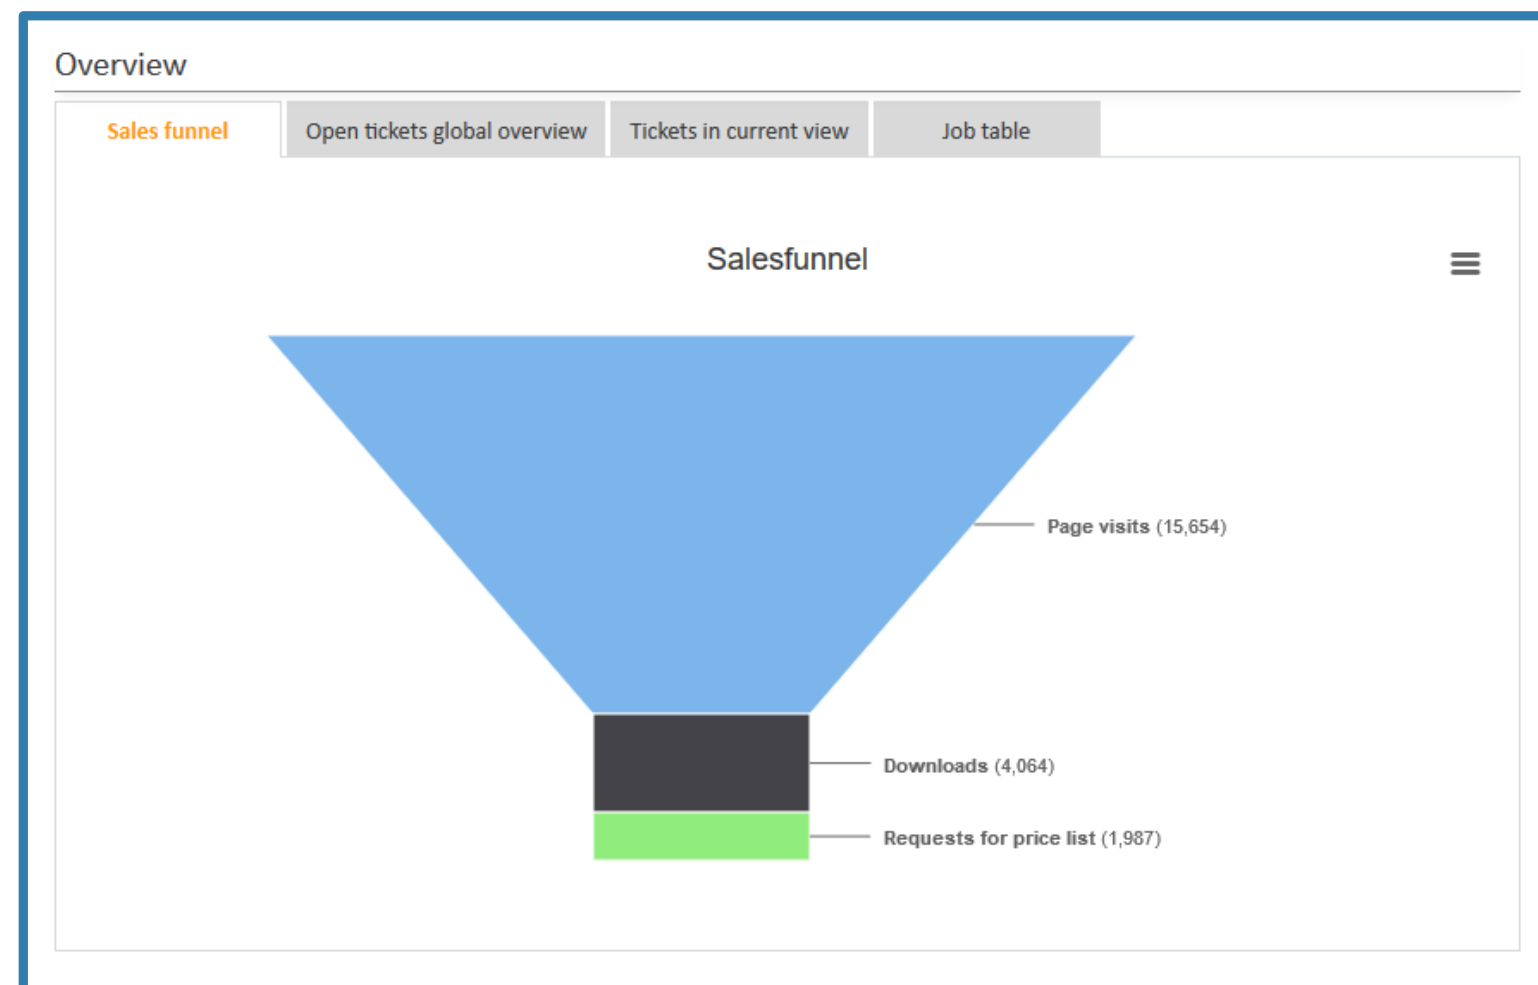 Overview
Sales funnel
Open tickets global overview
Tickets in current view
Job table
Salesfunnel
Page visits (15,654)
Downloads (4,064)
Requests for price list (1,987)